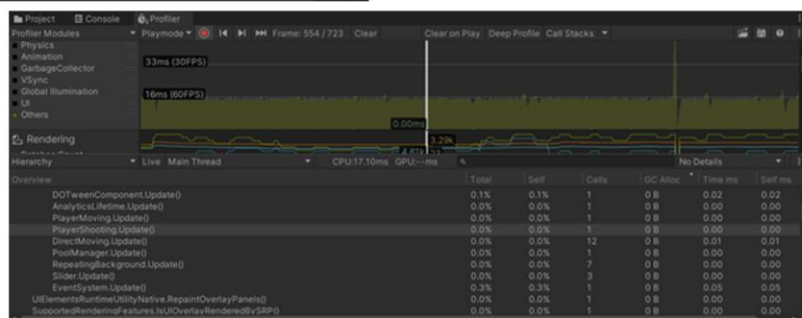 Project Console Profiler
Profiler Modules Playmode Frame: 554 / 723 Clear Clear on Play Deep Profile Call Stacks
Physics
Animation
GarbageCollector
VSync
Global Illumination
UI
Others
33ms (30FPS)
16ms (60FPS)
0.00ms
Rendering
3.29k
4.61k
Hierarchy Live Main Thread CPU:17.10ms GPU:--ms No Details
Overview Total Self Calls GC Alloc Time ms Self ms
DOTweenComponent.Update() 0.1% 0.1% 1 0 B 0.02 0.02
AnalyticsLifetime.Update() 0.0% 0.0% 1 0 B 0.00 0.00
PlayerMoving.Update() 0.0% 0.0% 1 0 B 0.00 0.00
PlayerShooting.Update() 0.0% 0.0% 1 0 B 0.00 0.00
DirectMoving.Update() 0.0% 0.0% 12 0 B 0.01 0.01
PoolManager.Update() 0.0% 0.0% 1 0 B 0.00 0.00
RepeatingBackground.Update() 0.0% 0.0% 7 0 B 0.00 0.00
Slider.Update() 0.0% 0.0% 3 0 B 0.00 0.00
EventSystem.Update() 0.3% 0.3% 1 0 B 0.05 0.05
UIElementsRuntimeUtilityNative.RepaintOverlayPanels() 0.0% 0.0% 1 0 B 0.00 0.00
SupportedRenderingFeatures.IsUIOverlayRenderedBySRP() 0.0% 0.0% 1 0 B 0.00 0.00